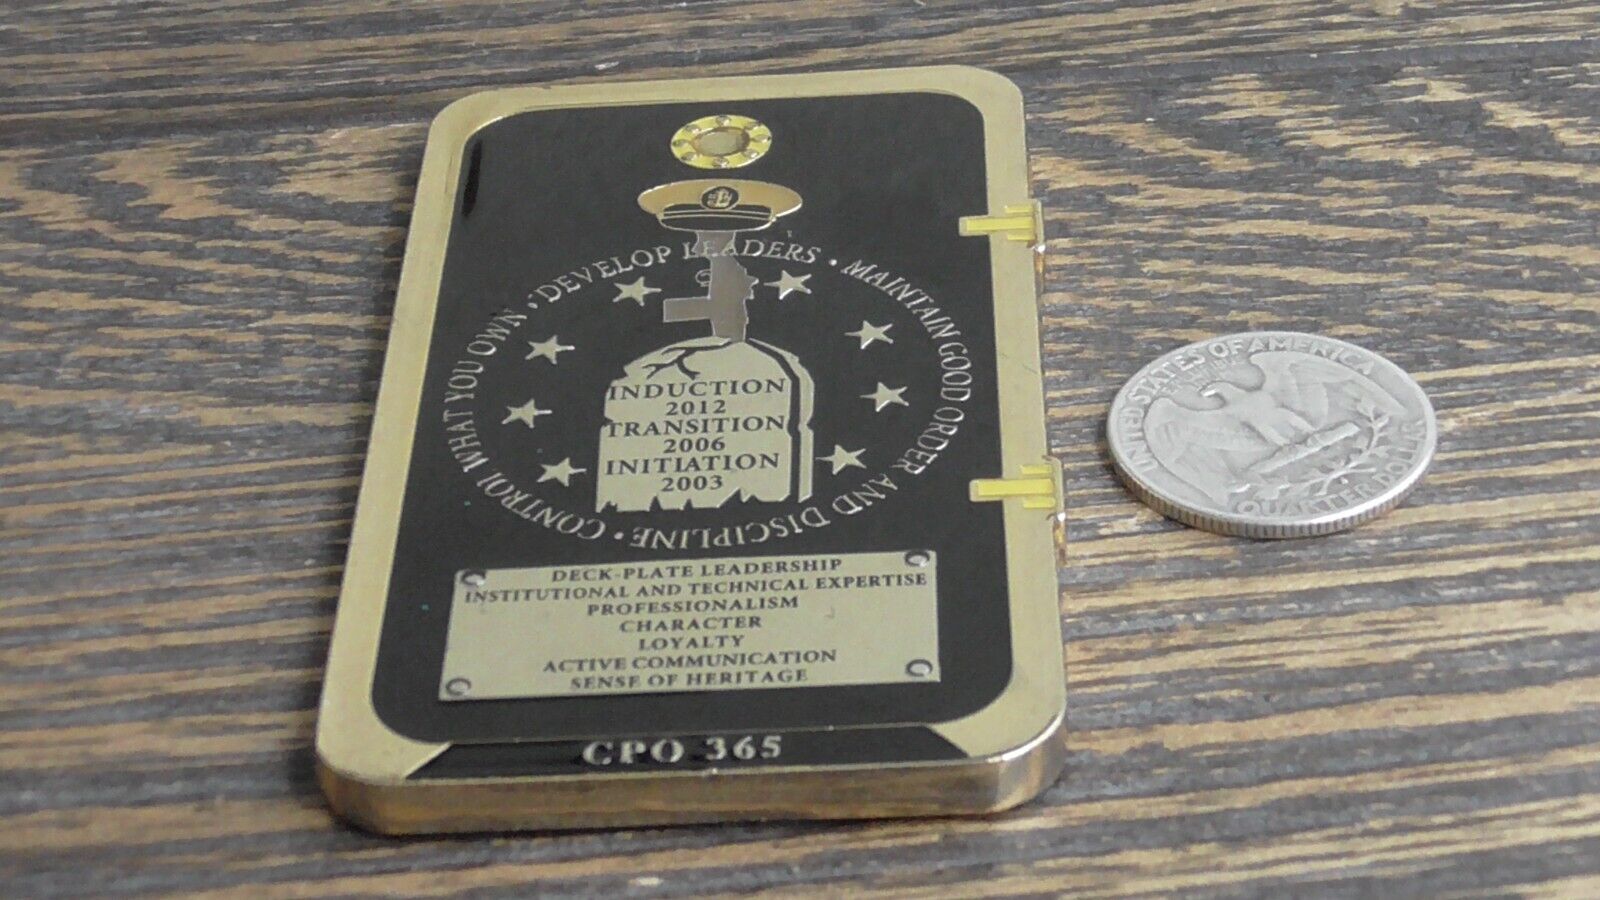 CONTROL WHAT YOU OWN • DEVELOP LEADERS • MAINTAIN GOOD ORDER AND DISCIPLINE •
INDUCTION
2012
TRANSITION
2006
INITIATION
2003
DECK-PLATE LEADERSHIP
INSTITUTIONAL AND TECHNICAL EXPERTISE
PROFESSIONALISM
CHARACTER
LOYALTY
ACTIVE COMMUNICATION
SENSE OF HERITAGE
CPO 365
UNITED STATES OF AMERICA
QUARTER DOLLAR